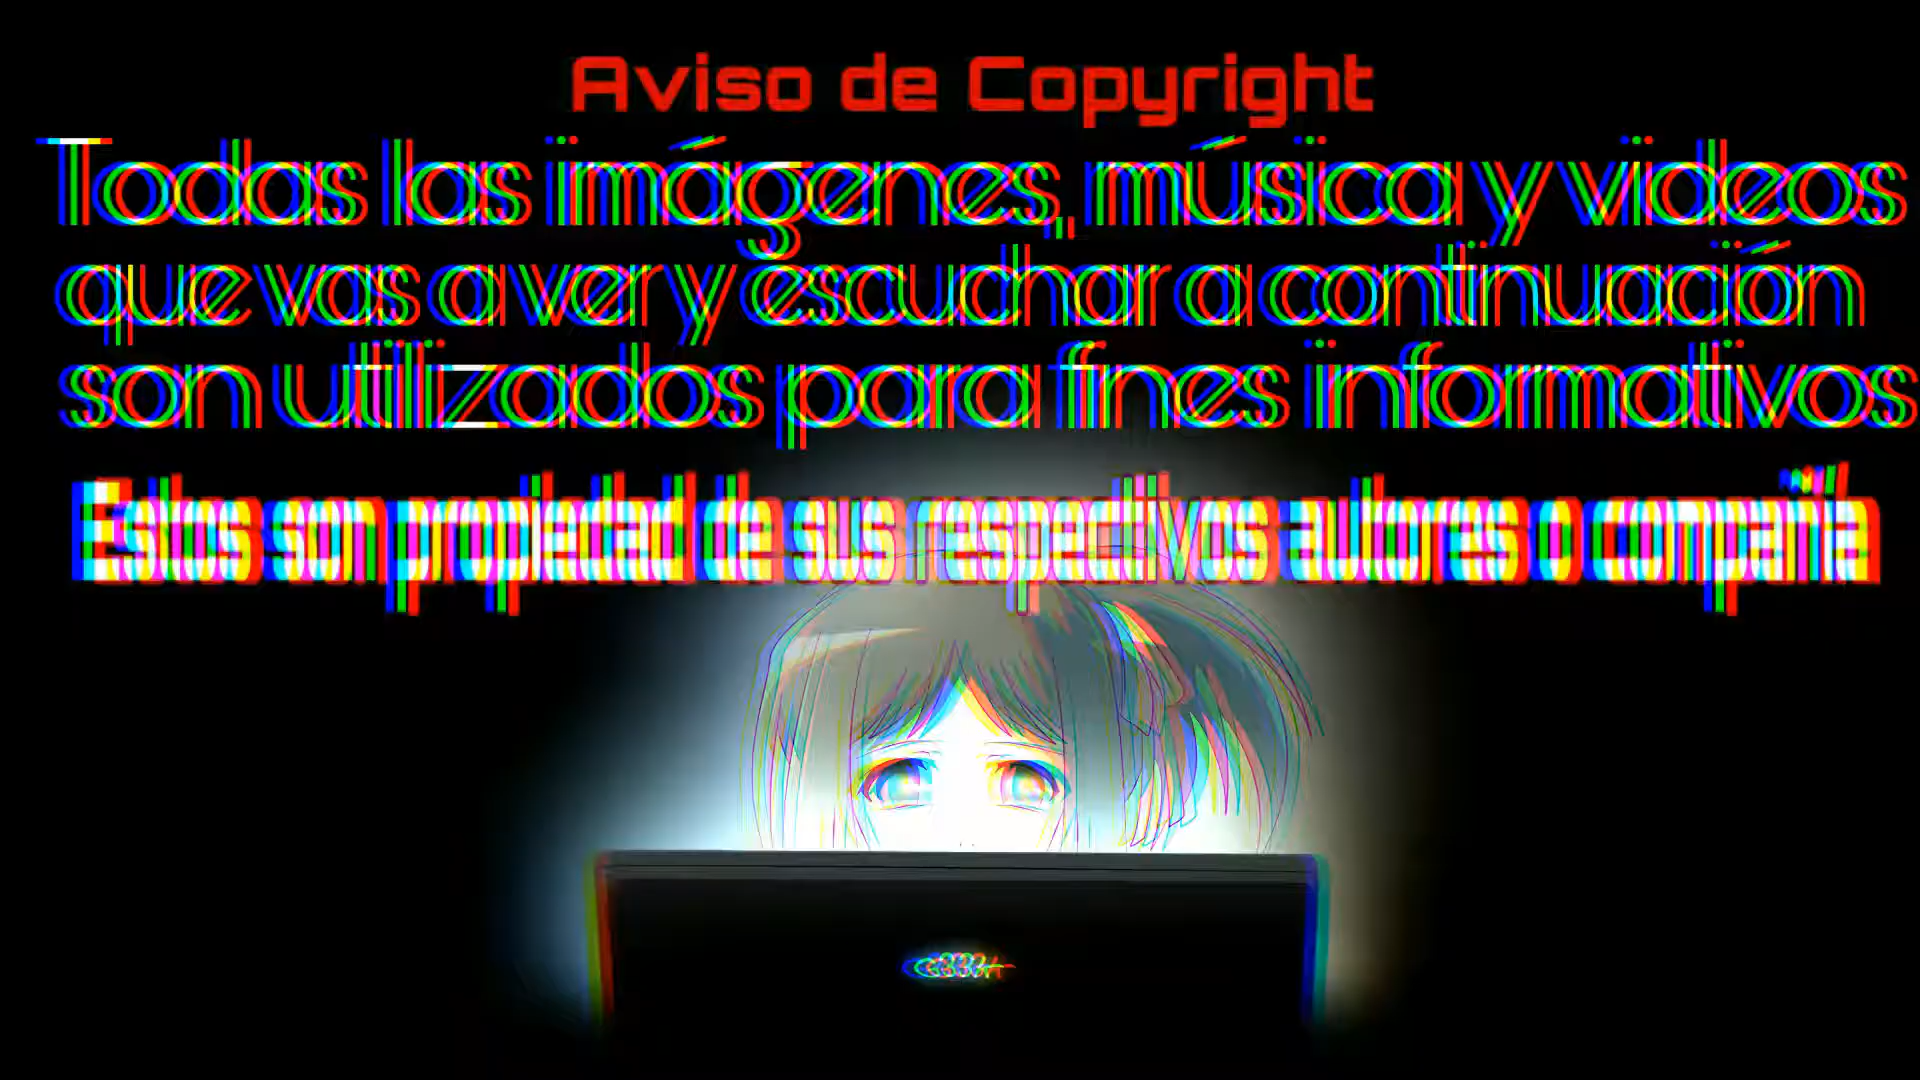 Aviso de Copyright
Todas las imágenes, música y videos
que vas a ver y escuchar a continuación
son utilizados para fines informativos
Estos son propiedad de sus respectivos autores o compañía